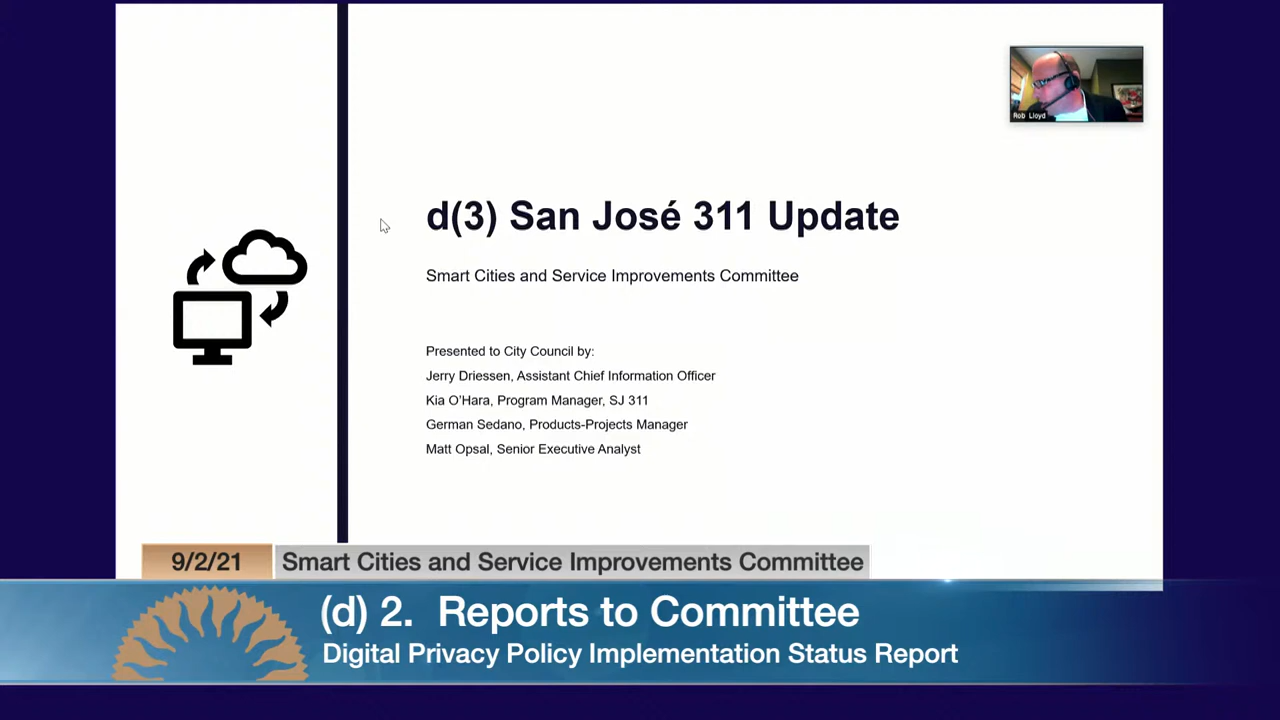 Rob Lloyd
d(3) San José 311 Update
Smart Cities and Service Improvements Committee
Presented to City Council by:
Jerry Driessen, Assistant Chief Information Officer
Kia O'Hara, Program Manager, SJ 311
German Sedano, Products-Projects Manager
Matt Opsal, Senior Executive Analyst
9/2/21 Smart Cities and Service Improvements Committee
(d) 2. Reports to Committee
Digital Privacy Policy Implementation Status Report